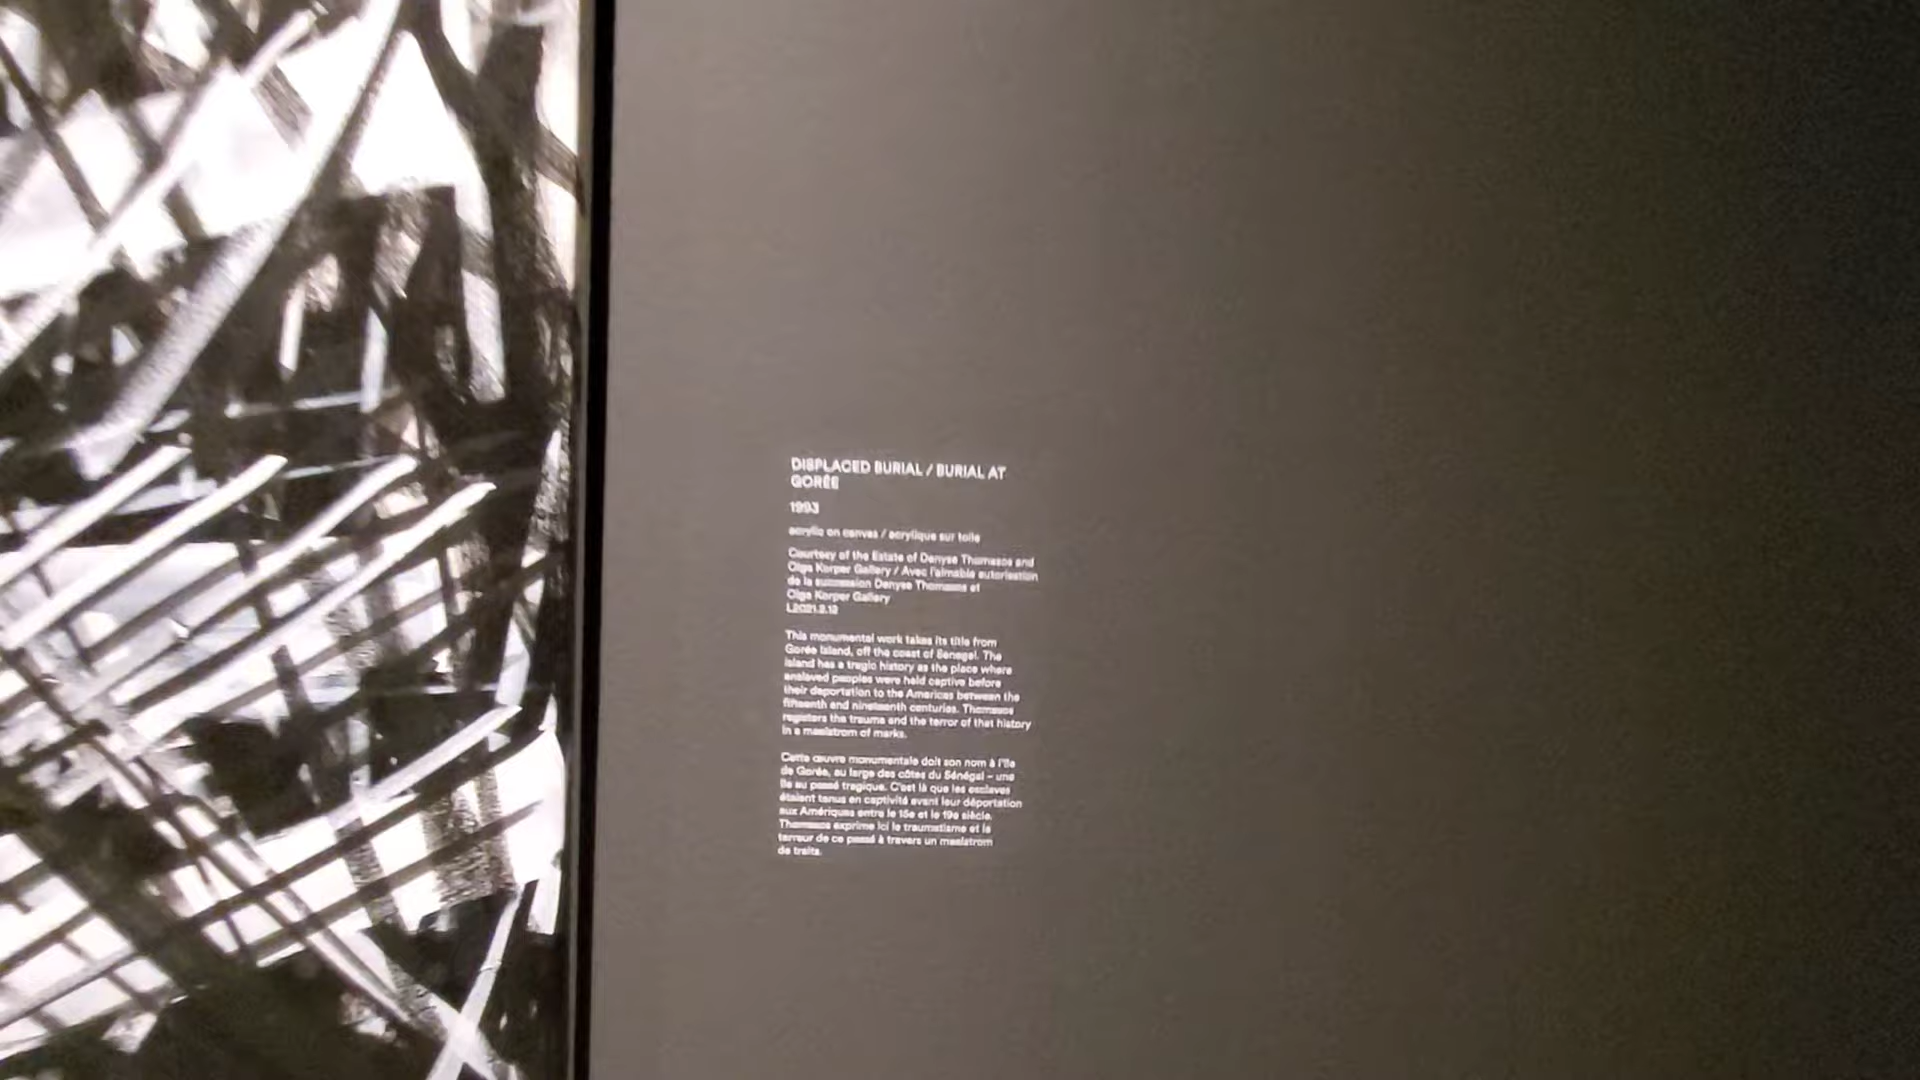 DISPLACED BURIAL / BURIAL AT
GORÉE
1993
acrylic on canvas / acrylique sur toile
Courtesy of the Estate of Denyse Thomasos and
Olga Korper Gallery / Avec l'aimable autorisation
de la succession Denyse Thomasos et
Olga Korper Gallery
L2021.2.12
This monumental work takes its title from
Gorée Island, off the coast of Senegal. The
island has a tragic history as the place where
enslaved peoples were held captive before
their deportation to the Americas between the
fifteenth and nineteenth centuries. Thomasos
registers the trauma and the terror of that history
in a maelstrom of marks.
Cette œuvre monumentale doit son nom à l'île
de Gorée, au large des côtes du Sénégal – une
île au passé tragique. C'est là que les esclaves
étaient tenus en captivité avant leur déportation
aux Amériques entre le 15e et le 19e siècle.
Thomasos exprime ici le traumatisme et la
terreur de ce passé à travers un maelstrom
de traits.